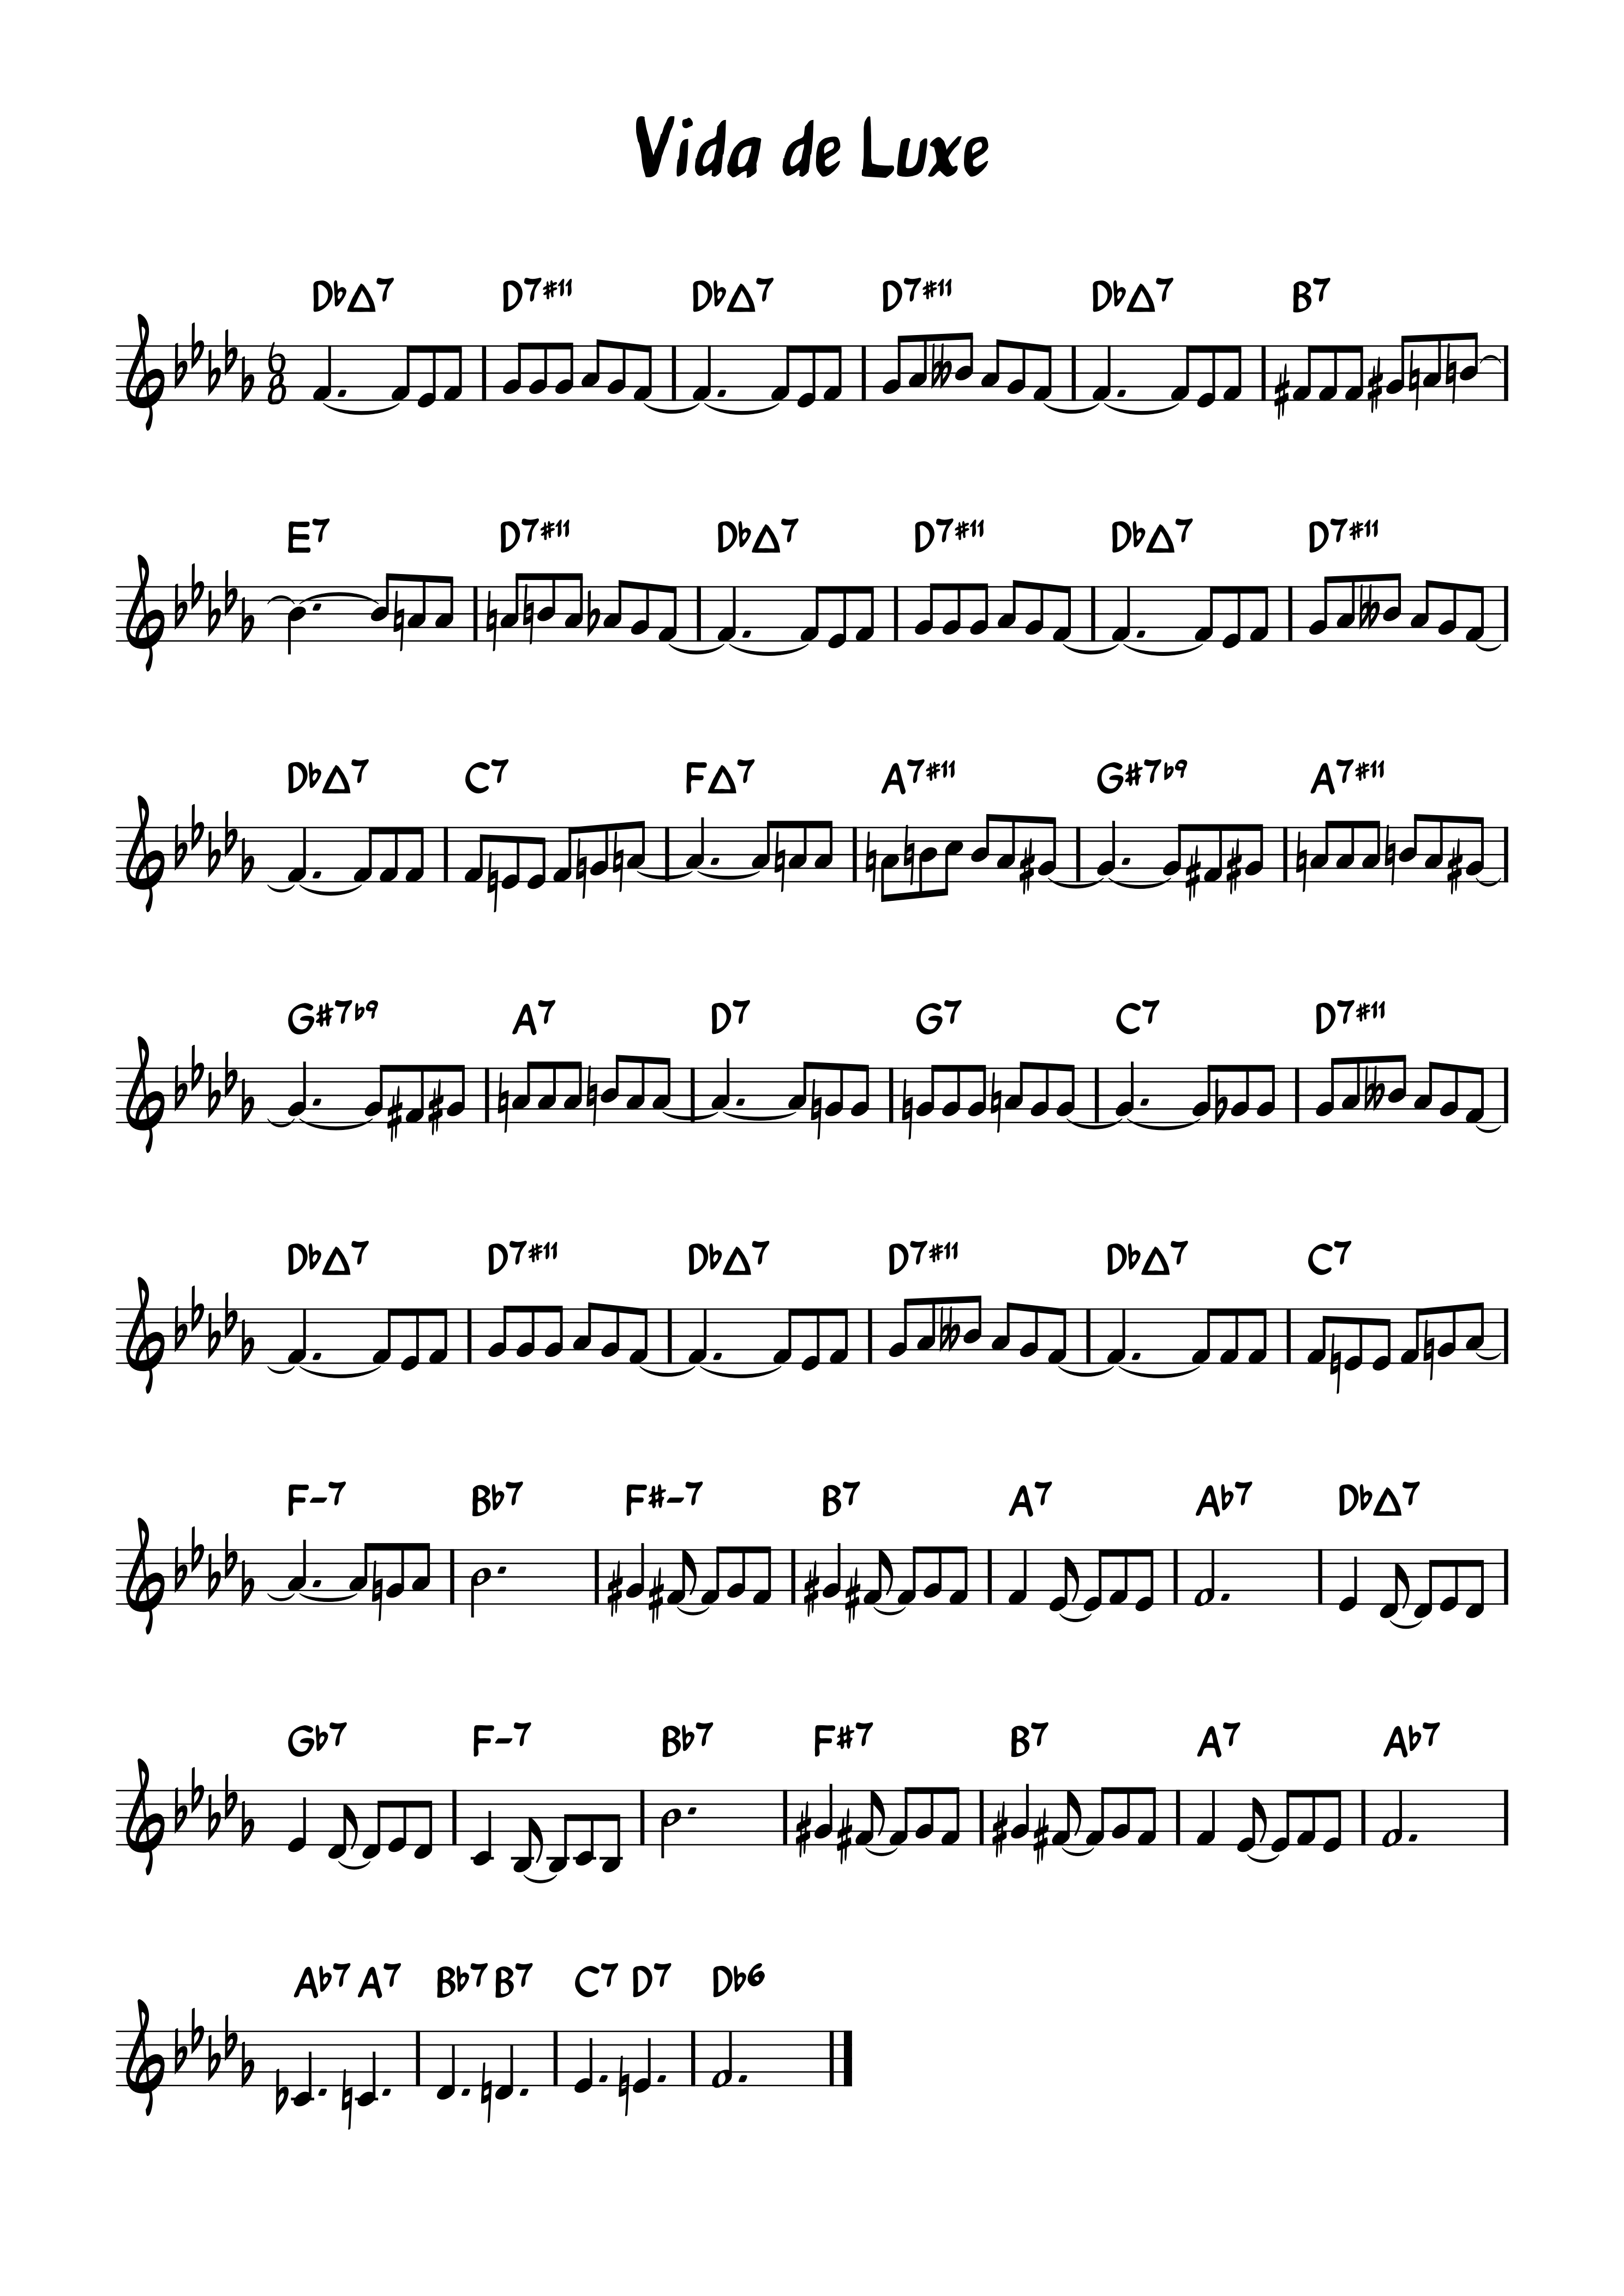 Vida de Luxe
Db△7 D7#11 Db△7 D7#11 Db△7 B7
6
8
E7 D7#11 Db△7 D7#11 Db△7 D7#11
Db△7 C7 F△7 A7#11 G#7b9 A7#11
G#7b9 A7 D7 G7 C7 D7#11
Db△7 D7#11 Db△7 D7#11 Db△7 C7
F-7 Bb7 F#-7 B7 A7 Ab7 Db△7
Gb7 F-7 Bb7 F#7 B7 A7 Ab7
Ab7 A7 Bb7 B7 C7 D7 Db6